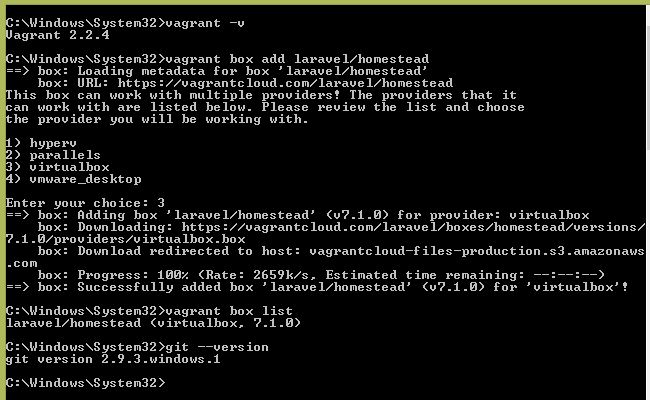 C:\Windows\System32>vagrant -v
Vagrant 2.2.4
C:\Windows\System32>vagrant box add laravel/homestead
==> box: Loading metadata for box 'laravel/homestead'
box: URL: https://vagrantcloud.com/laravel/homestead
This box can work with multiple providers! The providers that it
can work with are listed below. Please review the list and choose
the provider you will be working with.
1) hyperv
2) parallels
3) virtualbox
4) vmware_desktop
Enter your choice: 3
==> box: Adding box 'laravel/homestead' (v7.1.0) for provider: virtualbox
box: Downloading: https://vagrantcloud.com/laravel/boxes/homestead/versions/
7.1.0/providers/virtualbox.box
box: Download redirected to host: vagrantcloud-files-production.s3.amazonaws
.com
box: Progress: 100% (Rate: 2659k/s, Estimated time remaining: --:--:--)
==> box: Successfully added box 'laravel/homestead' (v7.1.0) for 'virtualbox'!
C:\Windows\System32>vagrant box list
laravel/homestead (virtualbox, 7.1.0)
C:\Windows\System32>git --version
git version 2.9.3.windows.1
C:\Windows\System32>